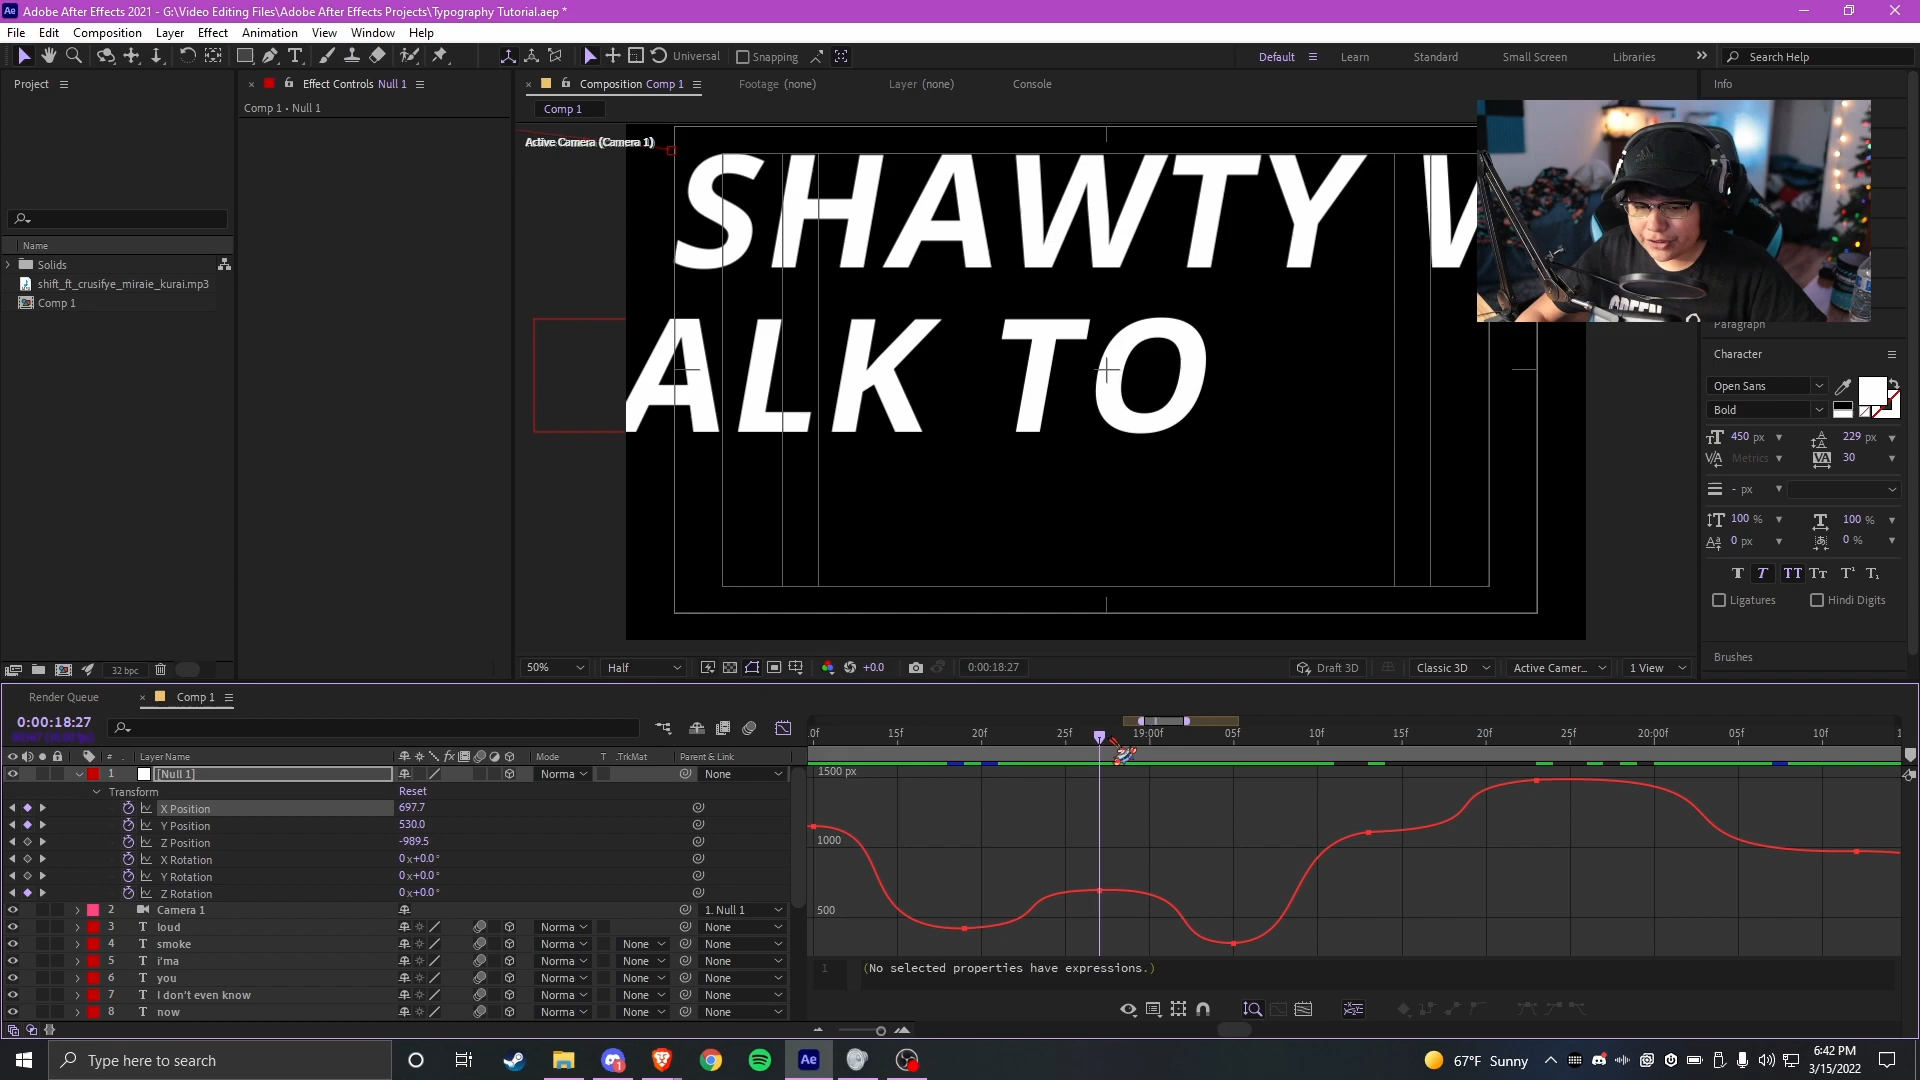 Adobe After Effects 2021 - G:\Video Editing Files\Adobe After Effects Projects\Typography Tutorial.aep *
File Edit Composition Layer Effect Animation View Window Help
Universal Snapping Default Learn Standard Small Screen Libraries Search Help
Project Effect Controls Null 1 Composition Comp 1 Footage (none) Layer (none) Console Info
Comp 1 • Null 1 Comp 1
Active Camera (Camera 1)
SHAWTY
ALK TO
Name
Solids
shift_ft_crusifye_miraie_kurai.mp3
Comp 1
Paragraph
Character
Open Sans
Bold
450 px 229 px
Metrics 30
- px
100 % 100 %
0 px 0 %
Ligatures Hindi Digits
Brushes
32 bpc 50% Half +0.0 0:00:18:27 Draft 3D Classic 3D Active Camer... 1 View
Render Queue Comp 1
0:00:18:27
15f 20f 25f 19:00f 05f 10f 15f 20f 25f 20:00f 05f 10f
# Layer Name Mode T .TrkMat Parent & Link
1 [Null 1] Norma None
Transform Reset
X Position 697.7
Y Position 530.0
Z Position -989.5
X Rotation 0x+0.0°
Y Rotation 0x+0.0°
Z Rotation 0x+0.0°
2 Camera 1 1. Null 1
3 T loud Norma None
4 T smoke Norma None None
5 T i'ma Norma None None
6 T you Norma None None
7 T I don't even know Norma None None
8 T now Norma None None
1500 px
1000
500
1 (No selected properties have expressions.)
Type here to search
67°F Sunny
6:42 PM
3/15/2022